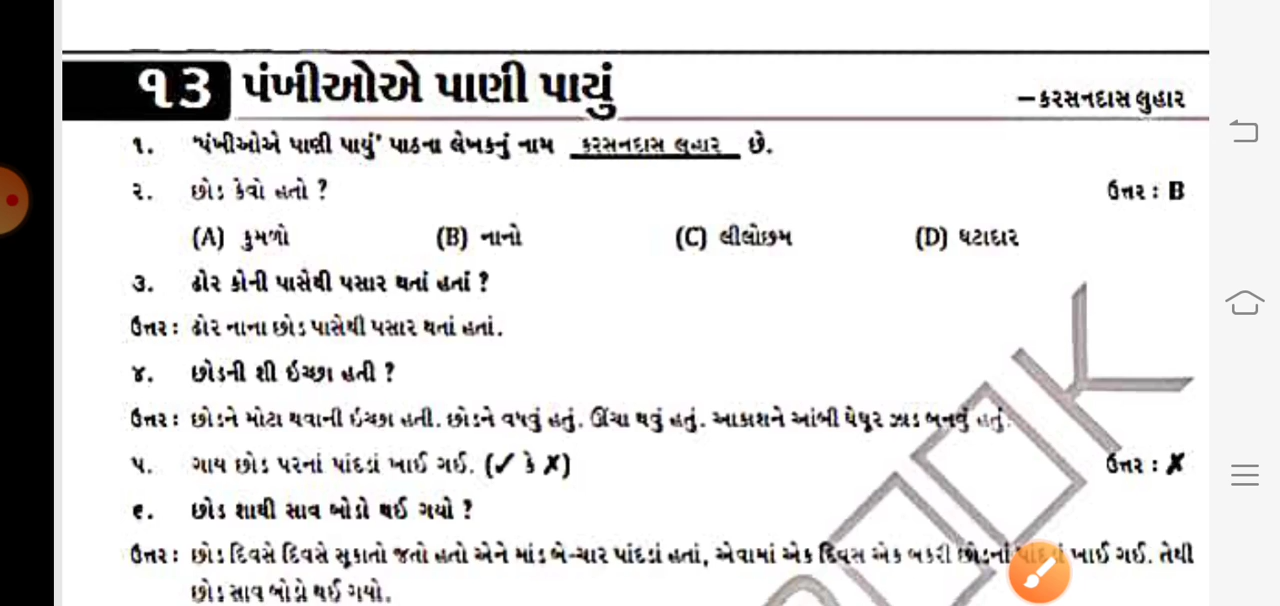 ૧૩ પંખીઓએ પાણી પાયું
–કરસનદાસ લુહાર
૧. 'પંખીઓએ પાણી પાયું' પાઠના લેખકનું નામ કરસનદાસ લુહાર છે.
૨. છોડ કેવો હતો ? ઉત્તર : B
(A) કુમળો (B) નાનો (C) લીલોછમ (D) ઘટાદાર
૩. ઢોર કોની પાસેથી પસાર થતાં હતાં ?
ઉત્તર : ઢોર નાના છોડ પાસેથી પસાર થતાં હતાં.
૪. છોડની શી ઇચ્છા હતી ?
ઉત્તર : છોડને મોટા થવાની ઇચ્છા હતી. છોડને વધવું હતું. ઊંચા થવું હતું. આકાશને આંબી ઘેઘૂર ઝાડ બનવું હતું.
૫. ગાય છોડ પરનાં પાંદડાં ખાઈ ગઈ. (✓ કે ✗) ઉત્તર : ✗
૬. છોડ શાથી સાવ બોડો થઈ ગયો ?
ઉત્તર : છોડ દિવસે દિવસે સુકાતો જતો હતો એને માંડ બે-ચાર પાંદડાં હતાં, એવામાં એક દિવસ એક બકરી છોડનાં પાંદડાં ખાઈ ગઈ. તેથી
છોડ સાવ બોડો થઈ ગયો.